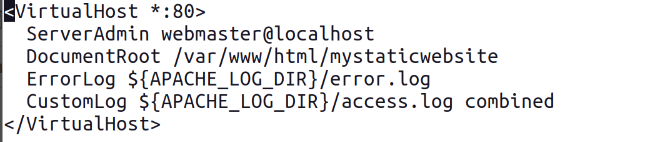 <VirtualHost *:80>
  ServerAdmin webmaster@localhost
  DocumentRoot /var/www/html/mystaticwebsite
  ErrorLog ${APACHE_LOG_DIR}/error.log
  CustomLog ${APACHE_LOG_DIR}/access.log combined
</VirtualHost>